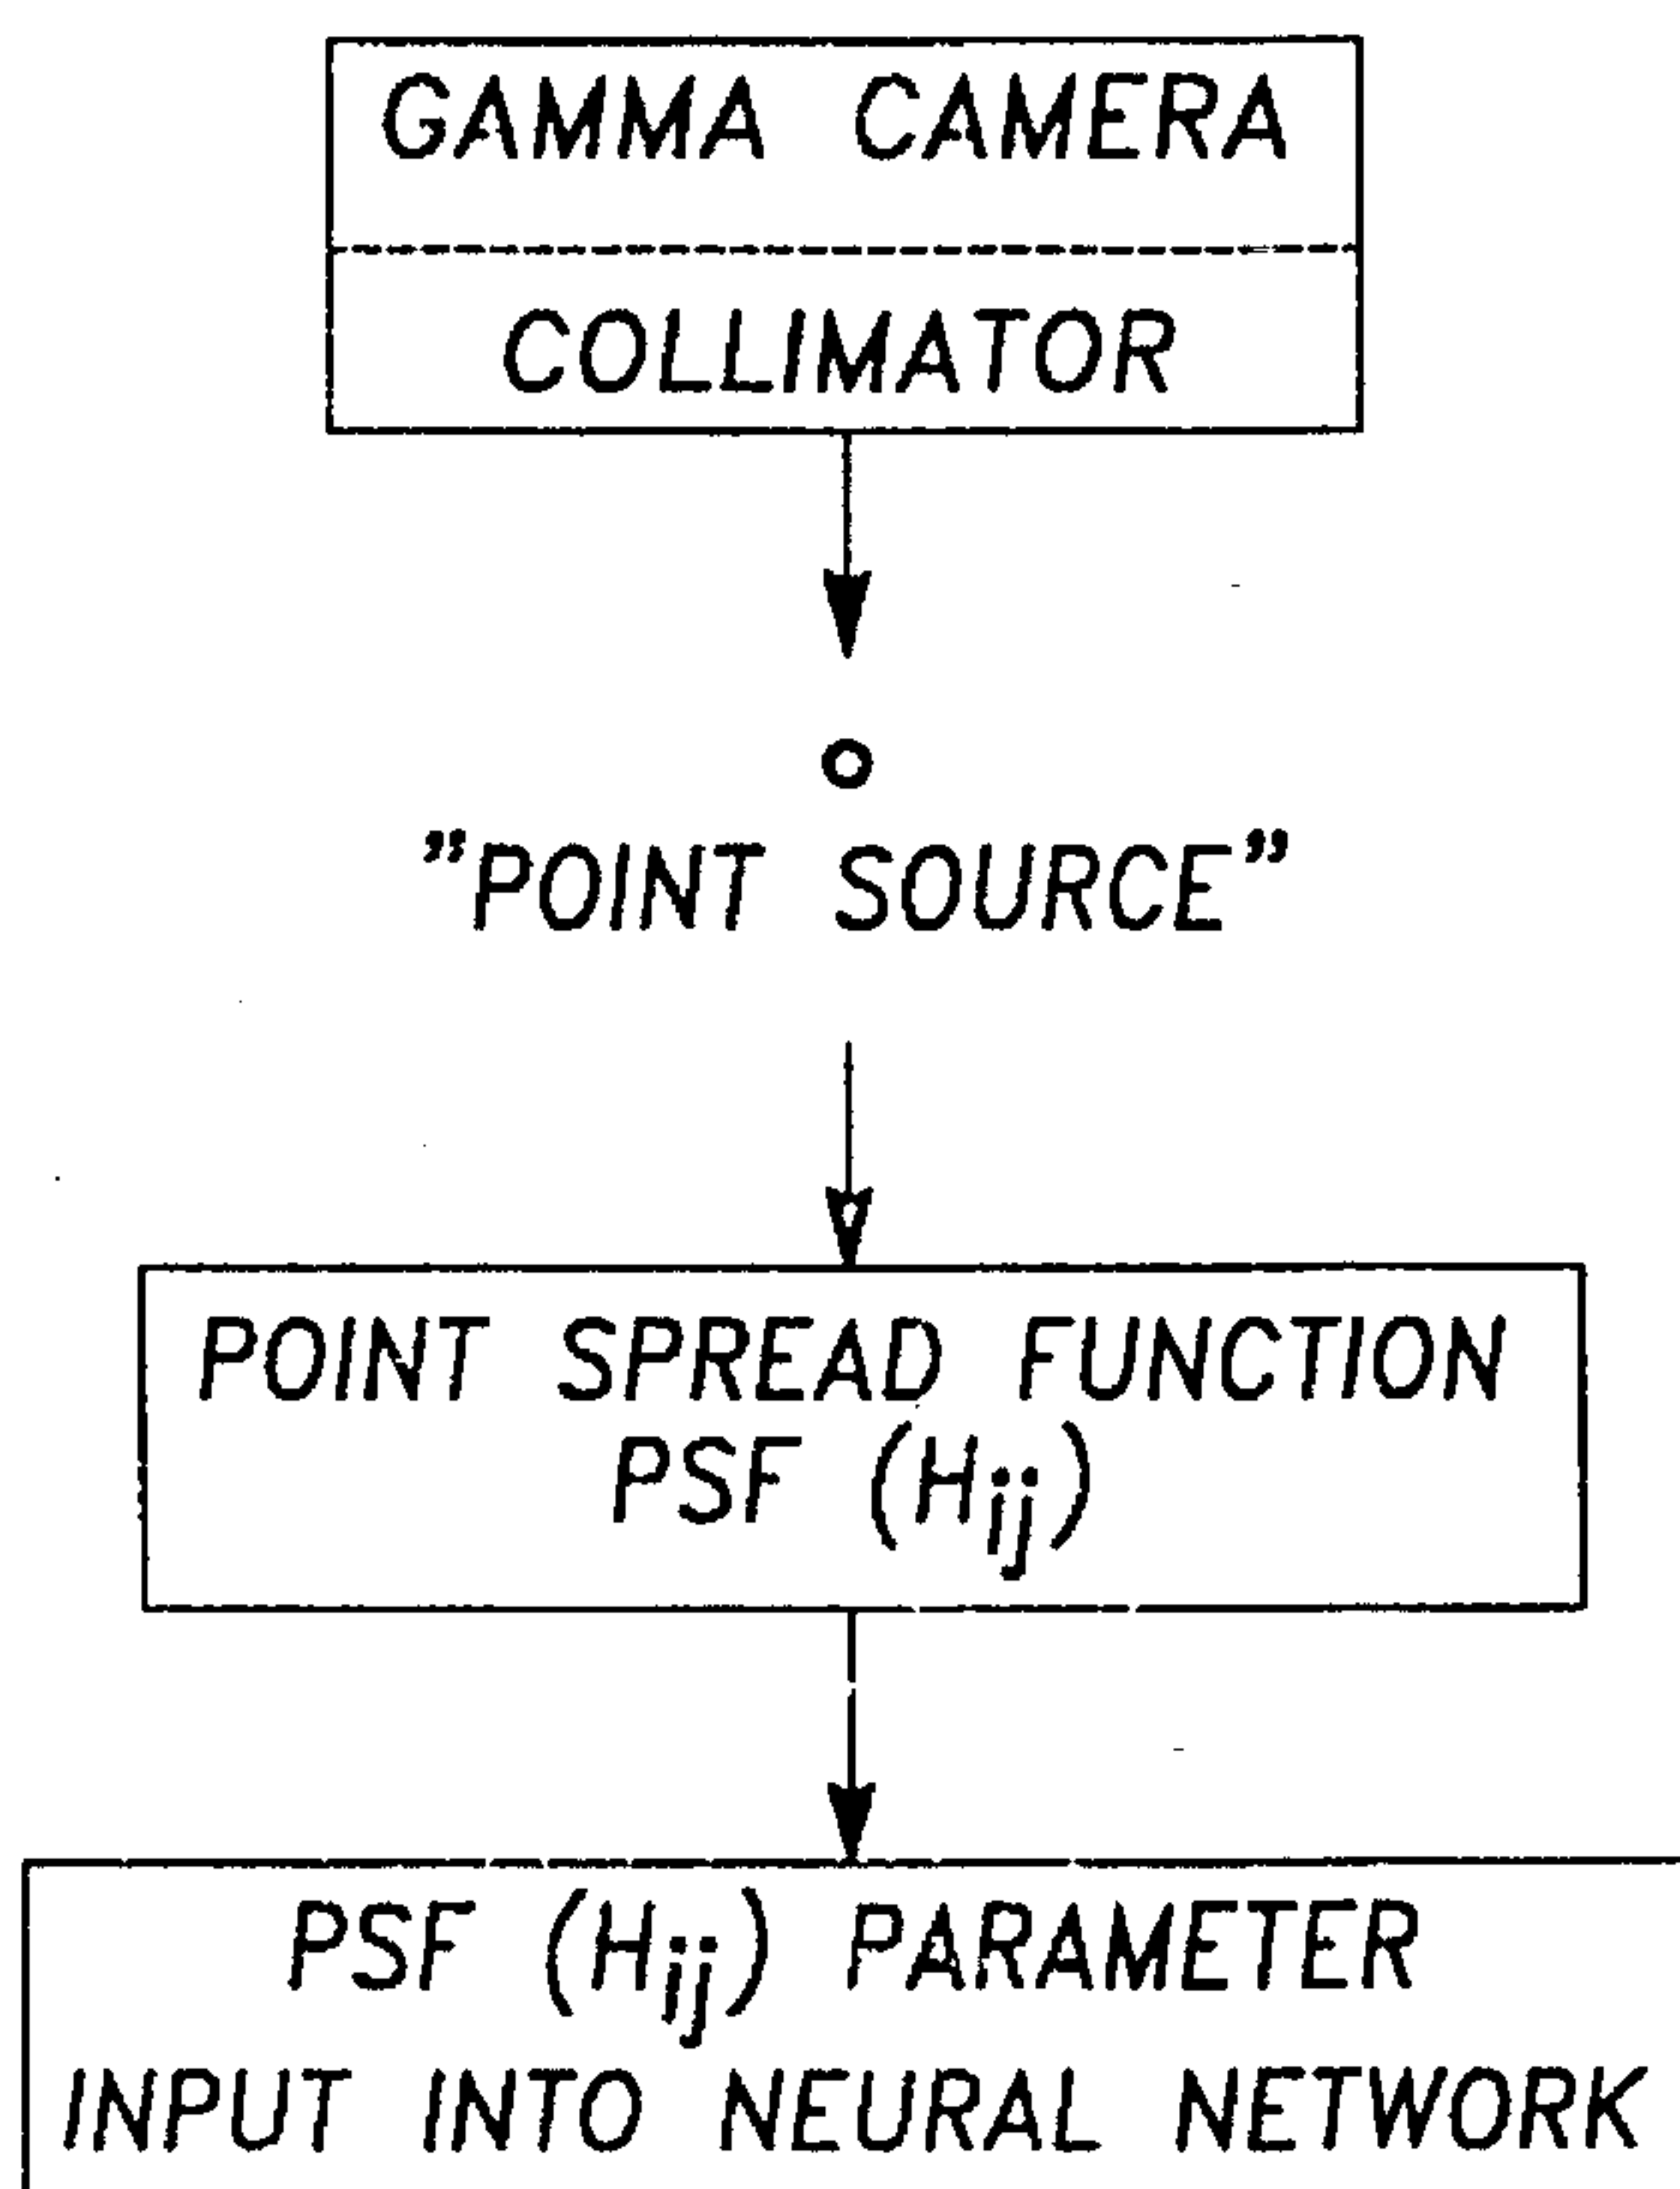 GAMMA CAMERA
COLLIMATOR
"POINT SOURCE"
POINT SPREAD FUNCTION
PSF (Hij)
PSF (Hij) PARAMETER
INPUT INTO NEURAL NETWORK